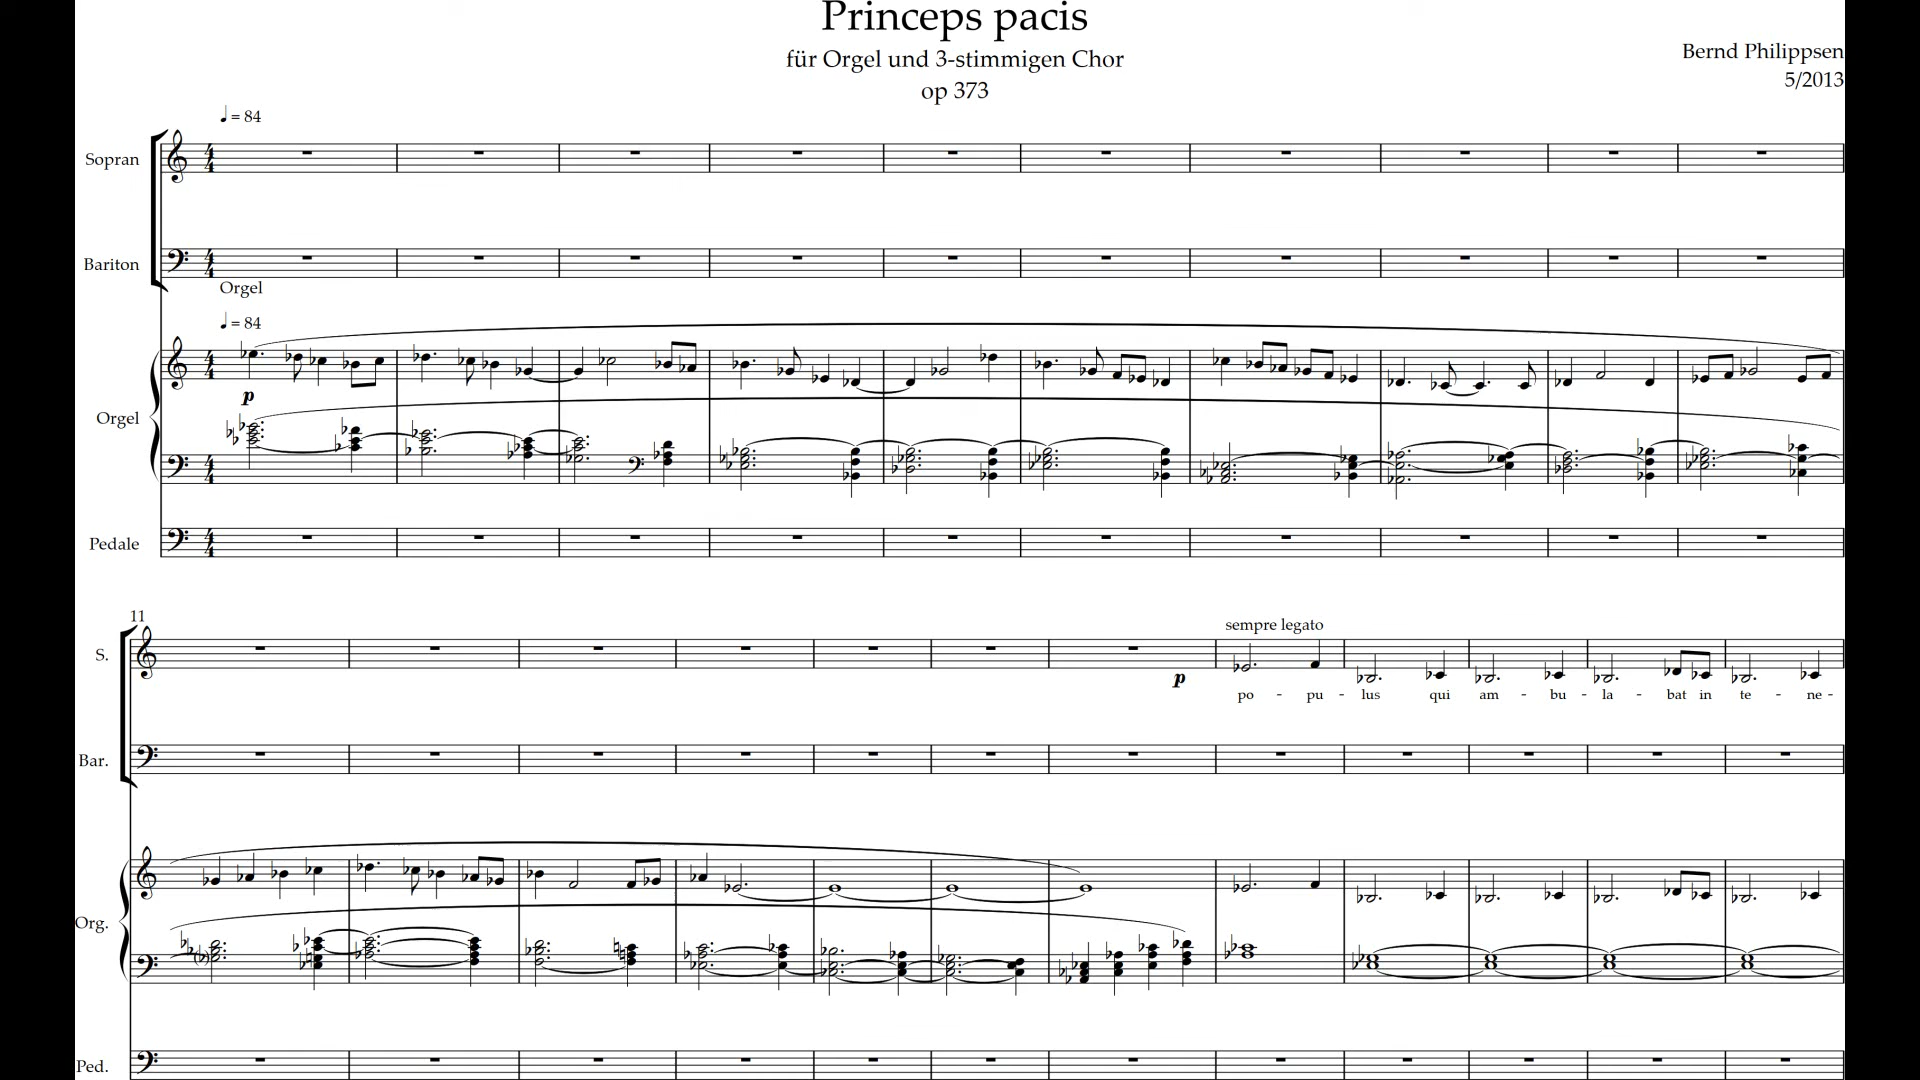 Princeps pacis
für Orgel und 3-stimmigen Chor
op 373
Bernd Philippsen
5/2013
♩ = 84
Sopran
Bariton
Orgel
♩ = 84
p
Orgel
Pedale
11
sempre legato
S.
p
po - pu - lus qui am - bu - la - bat in te - ne -
Bar.
Org.
Ped.